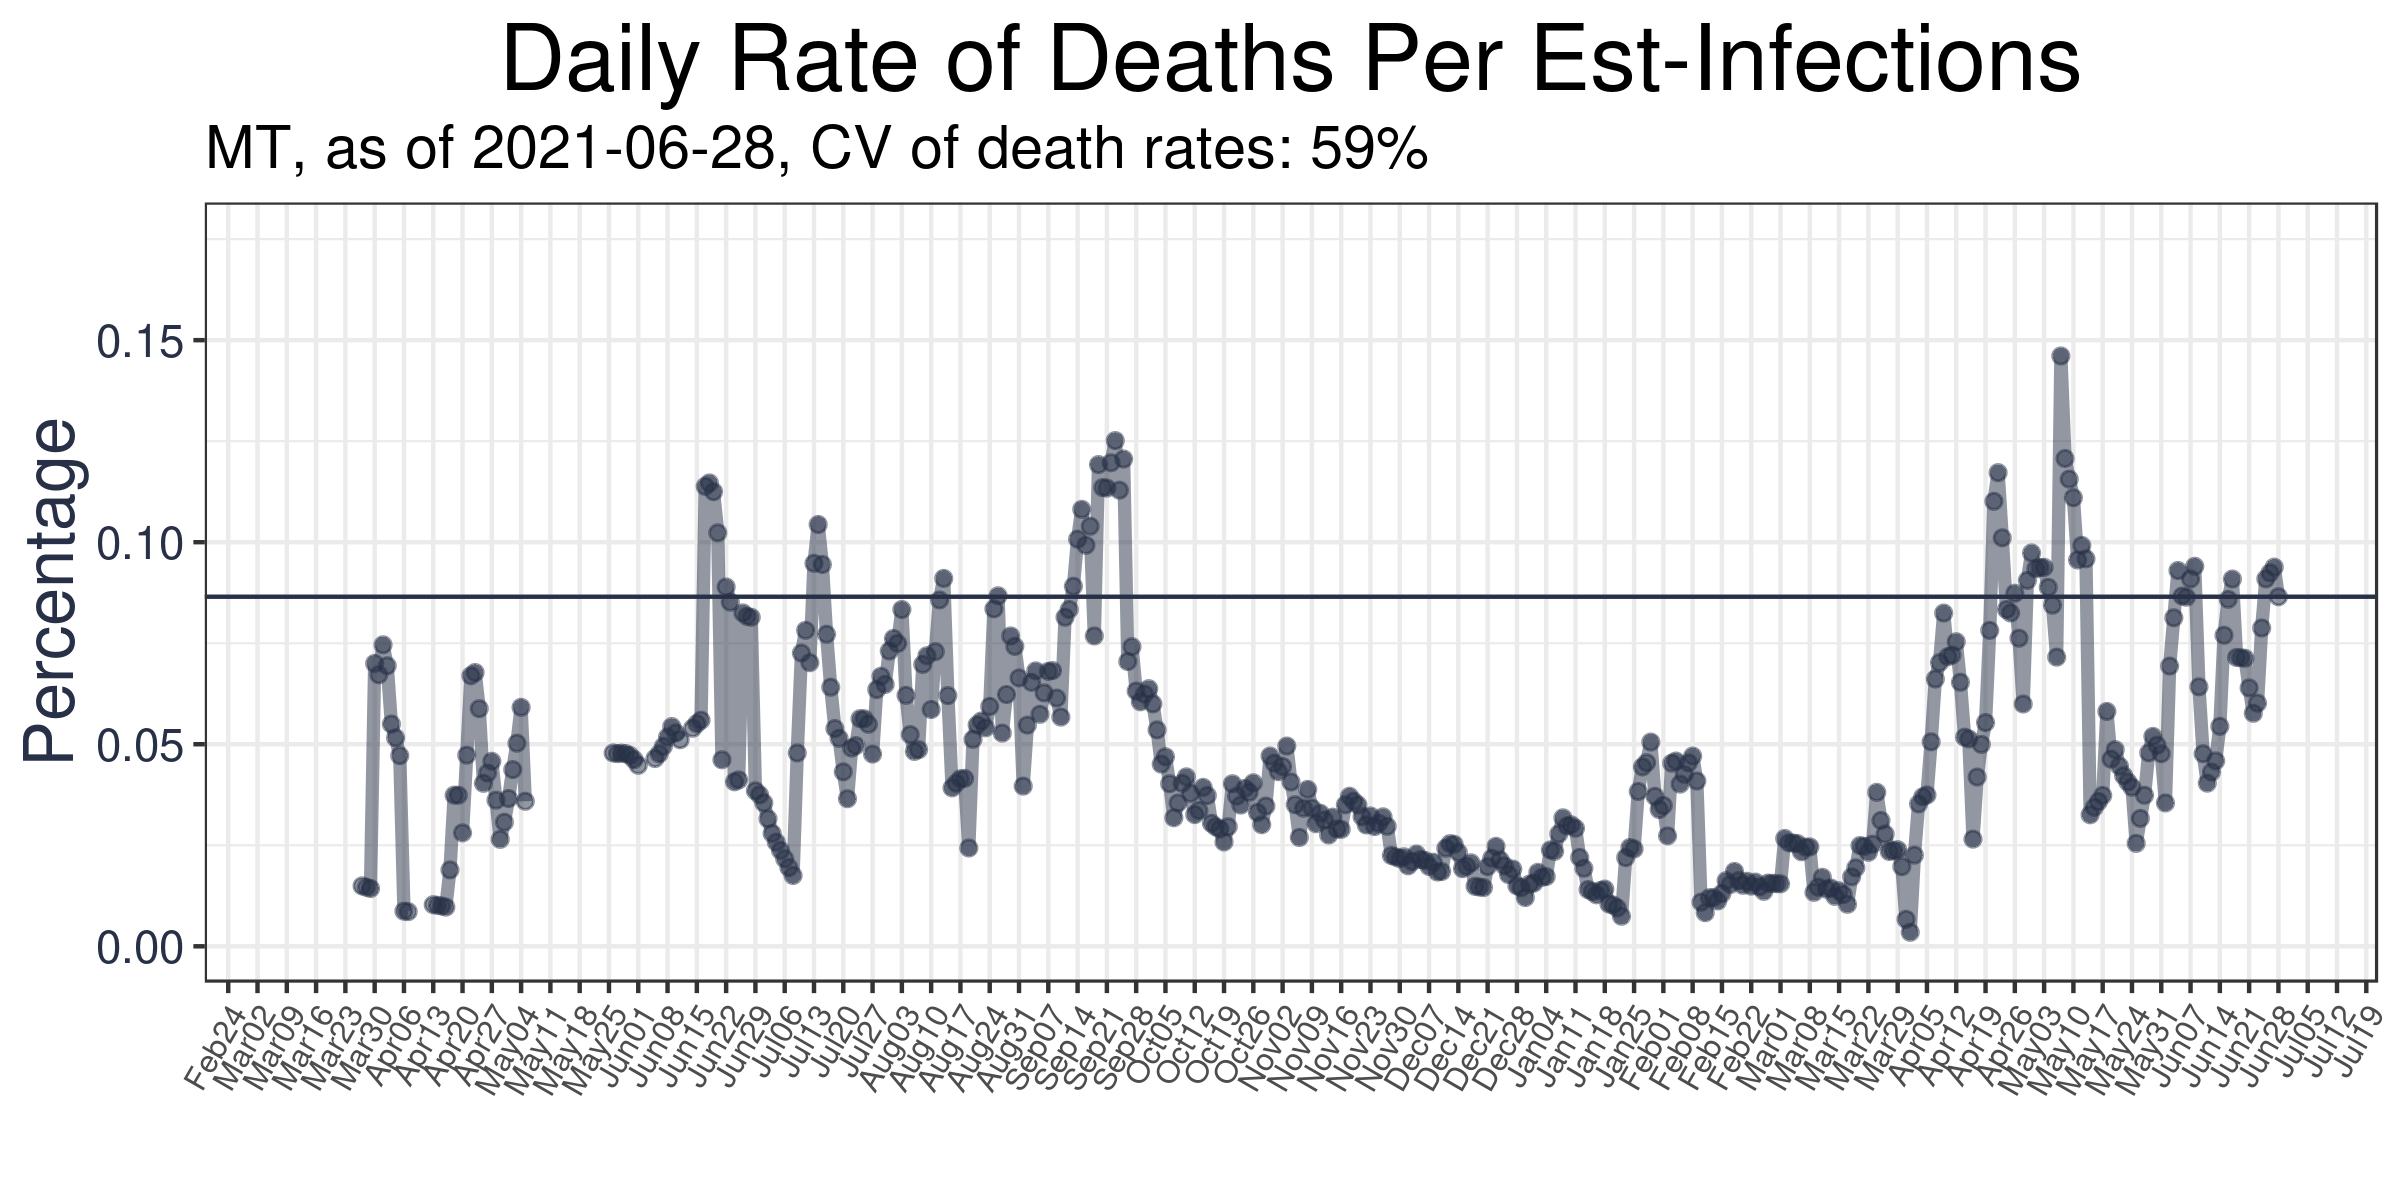 Daily Rate of Deaths Per Est-Infections
MT, as of 2021-06-28, CV of death rates: 59%
Percentage
0.15
0.10
0.05
0.00
Feb24
Mar02
Mar09
Mar16
Mar23
Mar30
Apr06
Apr13
Apr20
Apr27
May04
May11
May18
May25
Jun01
Jun08
Jun15
Jun22
Jun29
Jul06
Jul13
Jul20
Jul27
Aug03
Aug10
Aug17
Aug24
Aug31
Sep07
Sep14
Sep21
Sep28
Oct05
Oct12
Oct19
Oct26
Nov02
Nov09
Nov16
Nov23
Nov30
Dec07
Dec14
Dec21
Dec28
Jan04
Jan11
Jan18
Jan25
Feb01
Feb08
Feb15
Feb22
Mar01
Mar08
Mar15
Mar22
Mar29
Apr05
Apr12
Apr19
Apr26
May03
May10
May17
May24
May31
Jun07
Jun14
Jun21
Jun28
Jul05
Jul12
Jul19